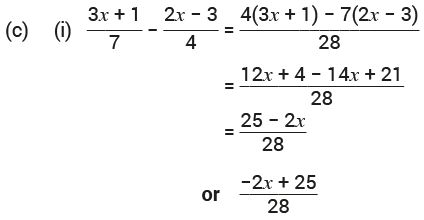 (c) (i) (3x + 1)/7 − (2x − 3)/4 = (4(3x + 1) − 7(2x − 3))/28
= (12x + 4 − 14x + 21)/28
= (25 − 2x)/28
or (−2x + 25)/28